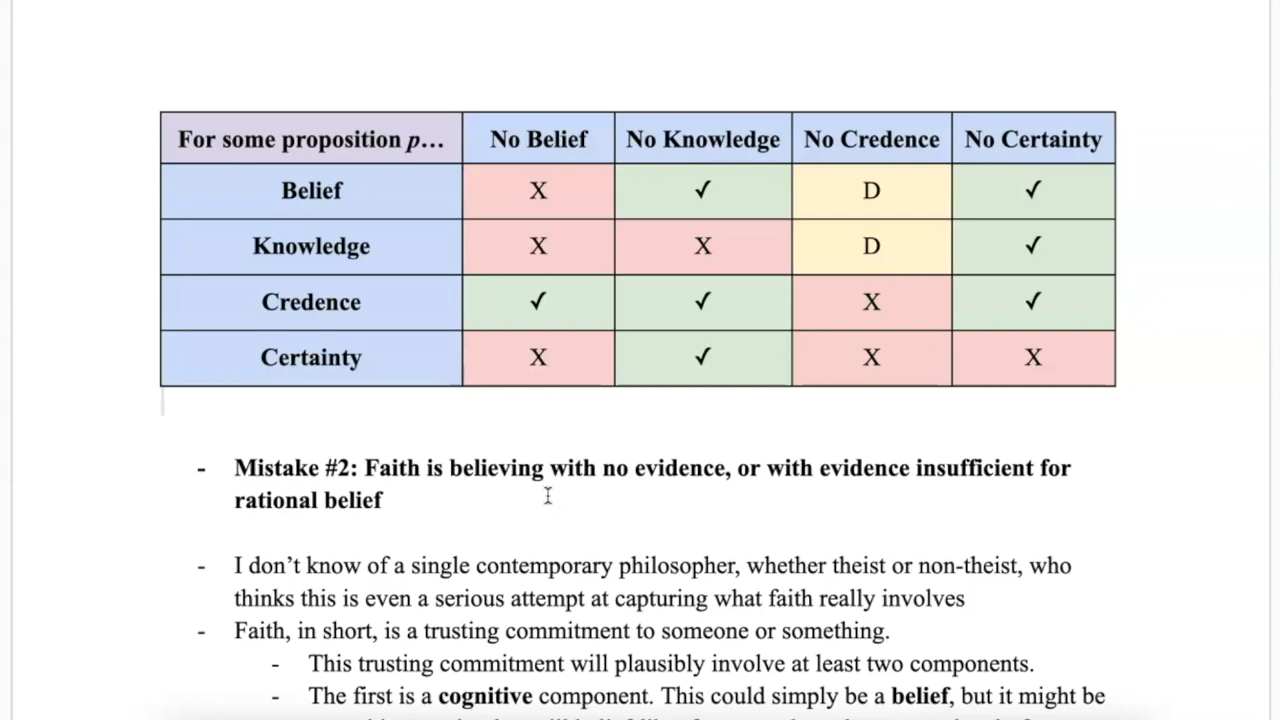 For some proposition p… No Belief No Knowledge No Credence No Certainty
Belief X ✓ D ✓
Knowledge X X D ✓
Credence ✓ ✓ X ✓
Certainty X ✓ X X
- Mistake #2: Faith is believing with no evidence, or with evidence insufficient for
rational belief
- I don’t know of a single contemporary philosopher, whether theist or non-theist, who
thinks this is even a serious attempt at capturing what faith really involves
- Faith, in short, is a trusting commitment to someone or something.
- This trusting commitment will plausibly involve at least two components.
- The first is a cognitive component. This could simply be a belief, but it might be